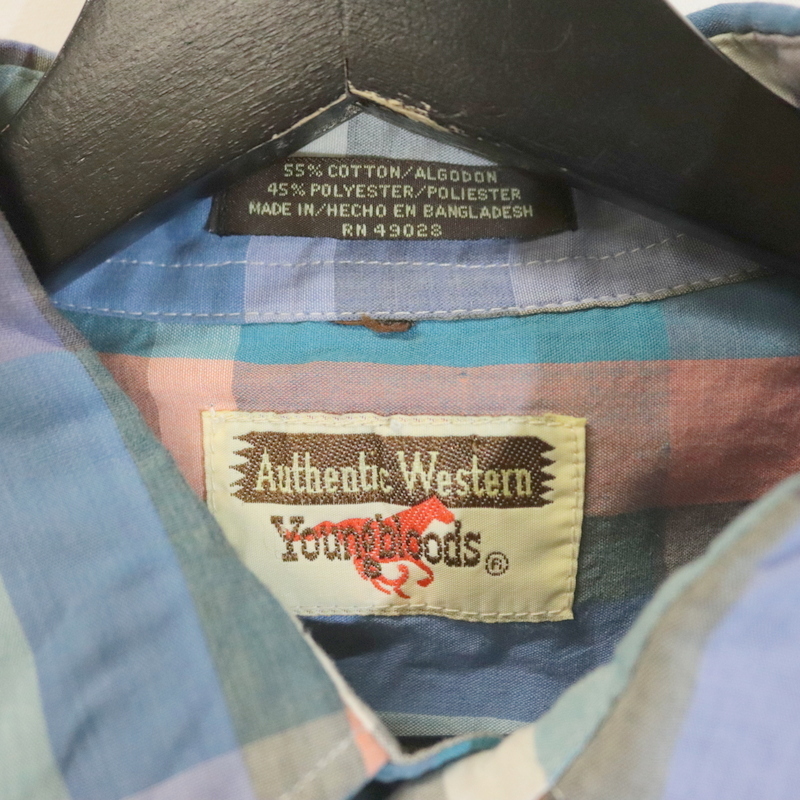 55% COTTON/ALGODON
45% POLYESTER/POLIESTER
MADE IN/HECHO EN BANGLADESH
RN 49028
Authentic Western
Youngbloods ®